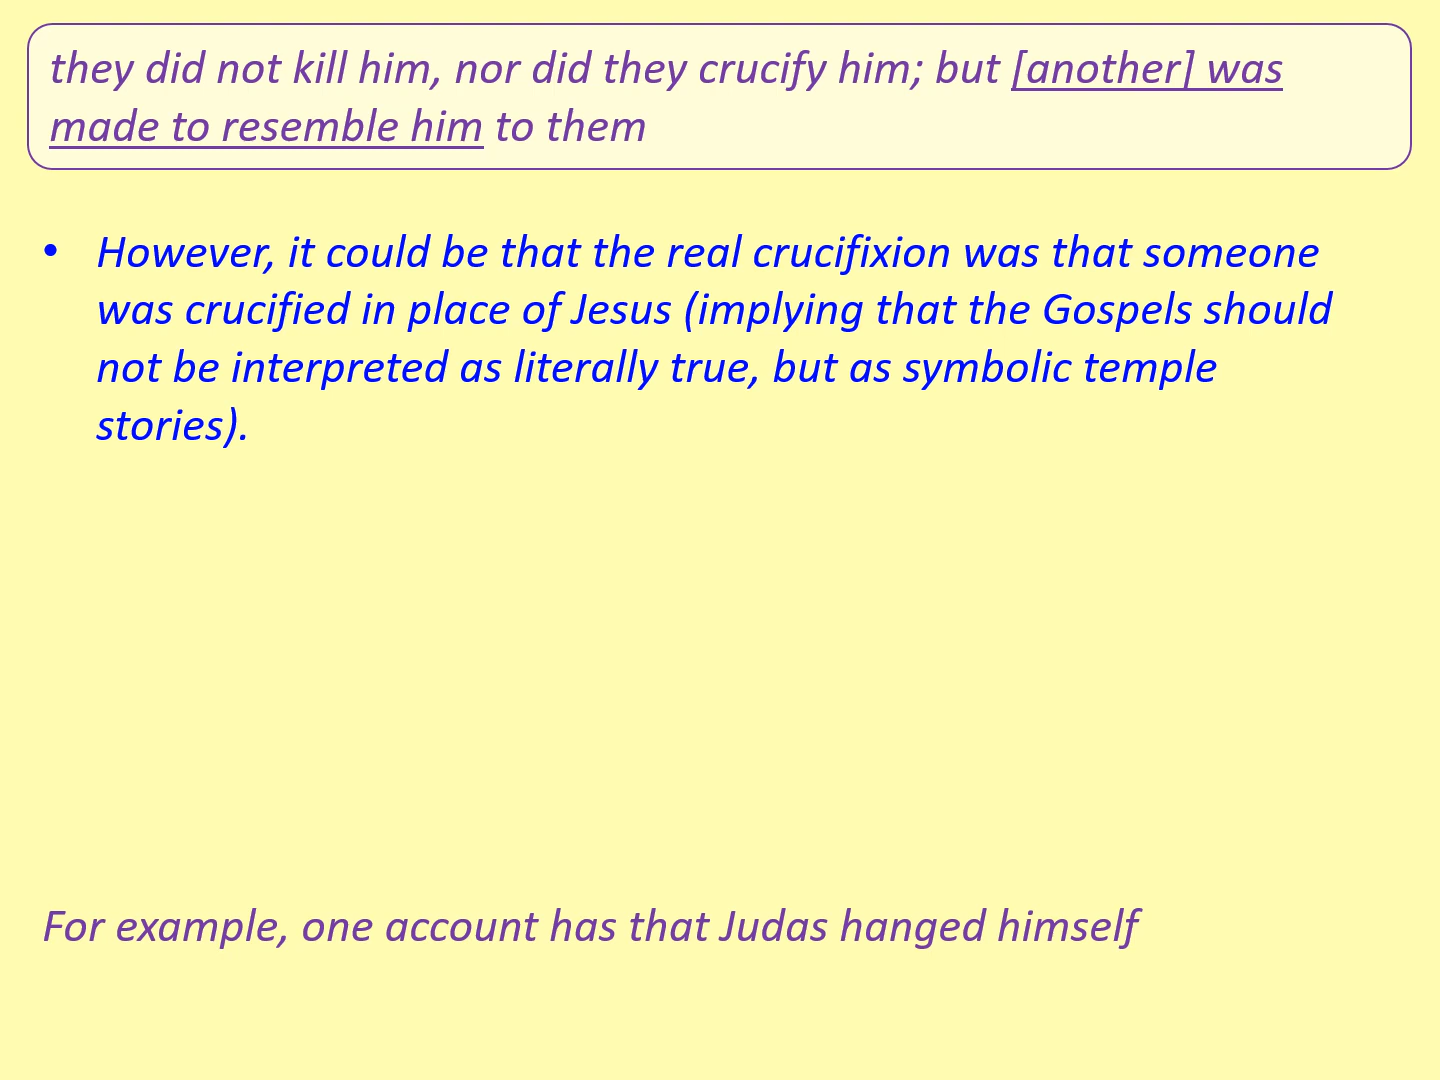 they did not kill him, nor did they crucify him; but [another] was
made to resemble him to them
• However, it could be that the real crucifixion was that someone
was crucified in place of Jesus (implying that the Gospels should
not be interpreted as literally true, but as symbolic temple
stories).
For example, one account has that Judas hanged himself